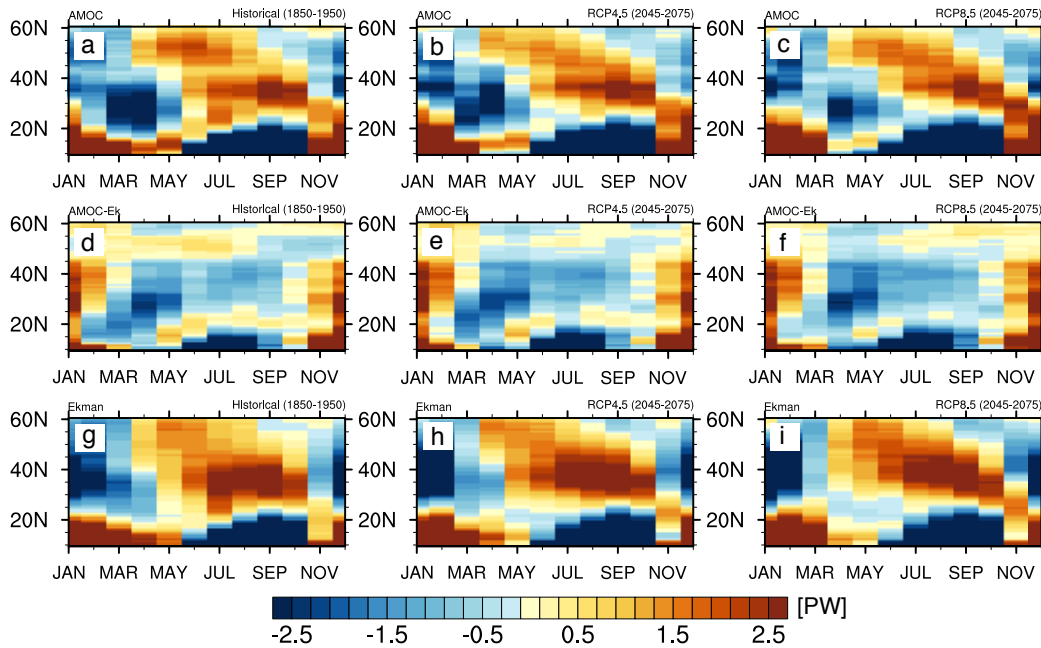 AMOC Historical (1850-1950) AMOC RCP4.5 (2045-2075) AMOC RCP8.5 (2045-2075)
60N a 60N b 60N c
40N 40N 40N
20N 20N 20N
JAN MAR MAY JUL SEP NOV JAN MAR MAY JUL SEP NOV JAN MAR MAY JUL SEP NOV
AMOC-Ek Historical (1850-1950) AMOC-Ek RCP4.5 (2045-2075) AMOC-Ek RCP8.5 (2045-2075)
60N d 60N e 60N f
40N 40N 40N
20N 20N 20N
JAN MAR MAY JUL SEP NOV JAN MAR MAY JUL SEP NOV JAN MAR MAY JUL SEP NOV
Ekman Historical (1850-1950) Ekman RCP4.5 (2045-2075) Ekman RCP8.5 (2045-2075)
60N g 60N h 60N i
40N 40N 40N
20N 20N 20N
JAN MAR MAY JUL SEP NOV JAN MAR MAY JUL SEP NOV JAN MAR MAY JUL SEP NOV
[PW]
-2.5 -1.5 -0.5 0.5 1.5 2.5